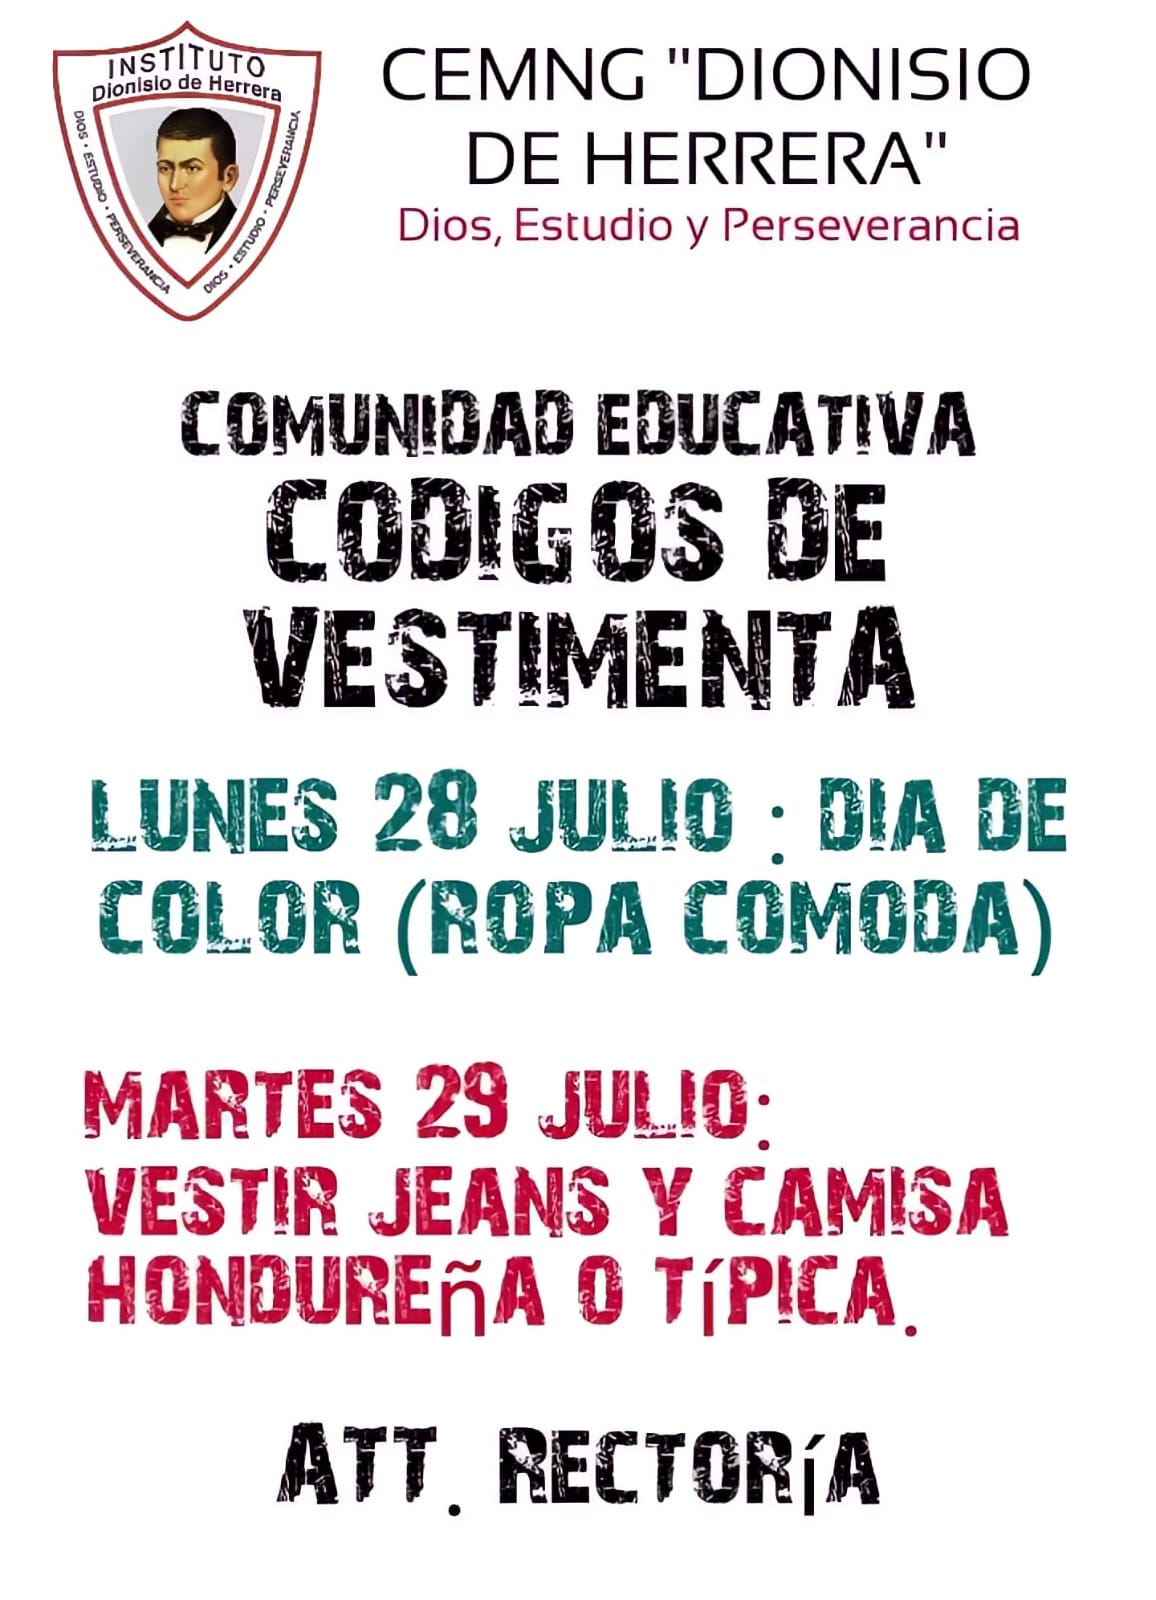 INSTITUTO
Dionisio de Herrera
DIOS • ESTUDIO • PERSEVERANCIA
DIOS • ESTUDIO • PERSEVERANCIA
CEMNG "DIONISIO
DE HERRERA"
Dios, Estudio y Perseverancia
COMUNIDAD EDUCATIVA
CODIGOS DE
VESTIMENTA
LUNES 28 JULIO : DIA DE
COLOR (ROPA COMODA)
MARTES 29 JULIO:
VESTIR JEANS Y CAMISA
HONDUREñA O TíPICA.
ATT. RECTORíA